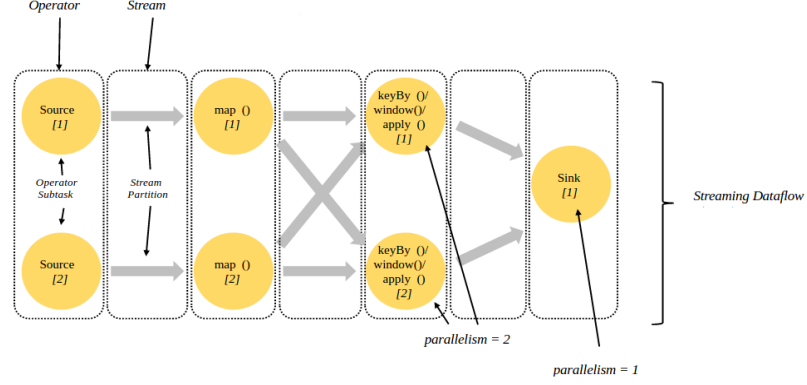 Operator
Stream
Source
[1]
map ()
[1]
keyBy ()/
window()/
apply ()
[1]
Operator
Subtask
Stream
Partition
Sink
[1]
Streaming Dataflow
Source
[2]
map ()
[2]
keyBy ()/
window()/
apply ()
[2]
parallelism = 2
parallelism = 1